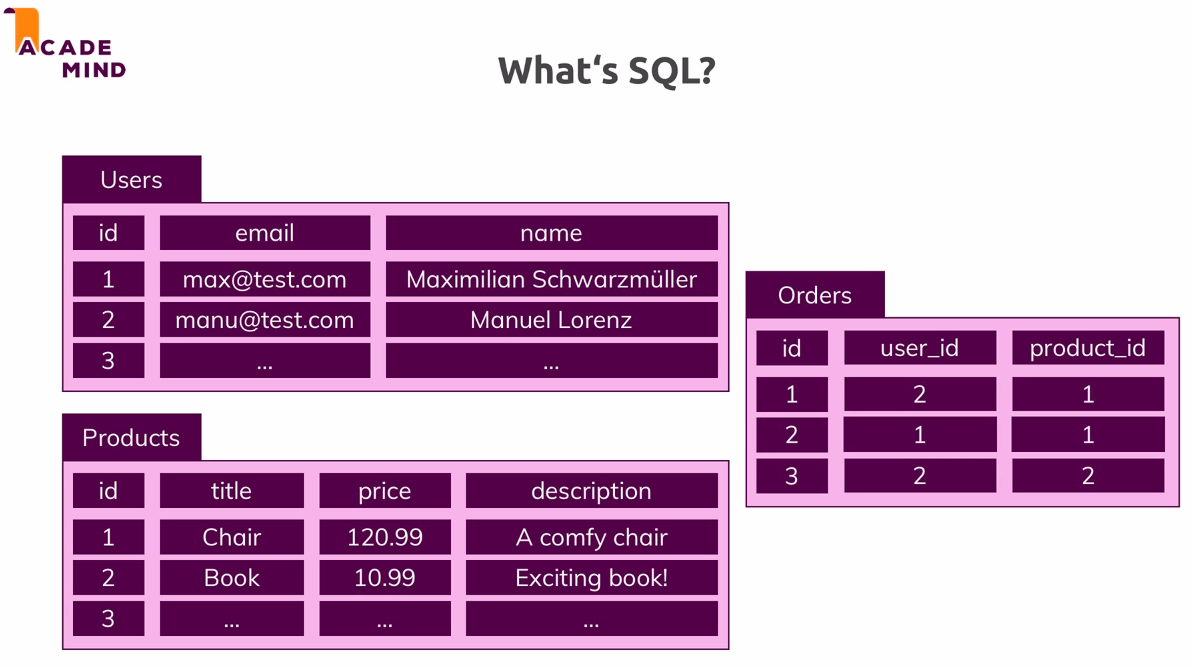 ACADE
MIND
What‘s SQL?
Users
id email name
1 max@test.com Maximilian Schwarzmüller
2 manu@test.com Manuel Lorenz
3 ... ...
Products
id title price description
1 Chair 120.99 A comfy chair
2 Book 10.99 Exciting book!
3 ... ... ...
Orders
id user_id product_id
1 2 1
2 1 1
3 2 2